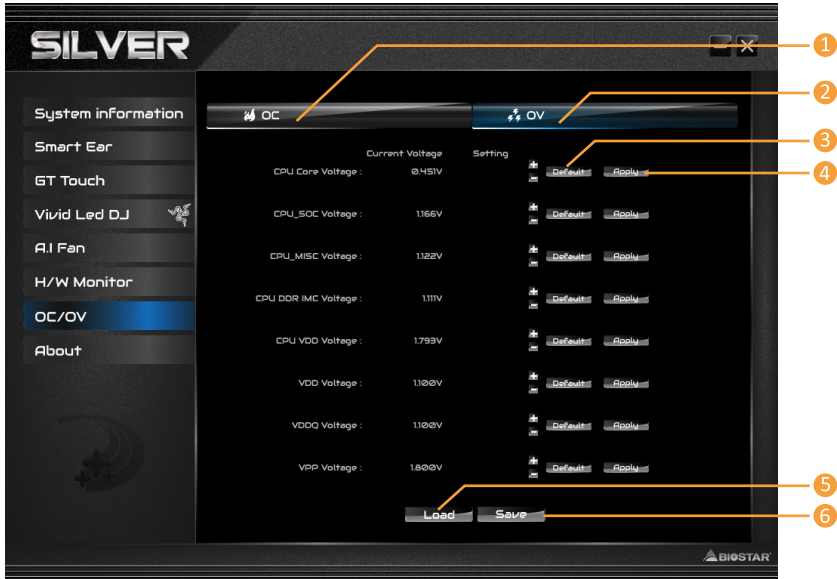 SILVER
1
2
OC
OV
System information
Smart Ear
GT Touch
Vivid Led DJ
A.I Fan
H/W Monitor
OC/OV
About
Current Voltage Setting
3
4
CPU Core Voltage : 0.451V Default Apply
CPU_SOC Voltage : 1.166V Default Apply
CPU_MISC Voltage : 1.122V Default Apply
CPU DDR IMC Voltage : 1.111V Default Apply
CPU VDD Voltage : 1.793V Default Apply
VDD Voltage : 1.100V Default Apply
VDDQ Voltage : 1.100V Default Apply
VPP Voltage : 1.800V Default Apply
5
6
Load Save
BIOSTAR